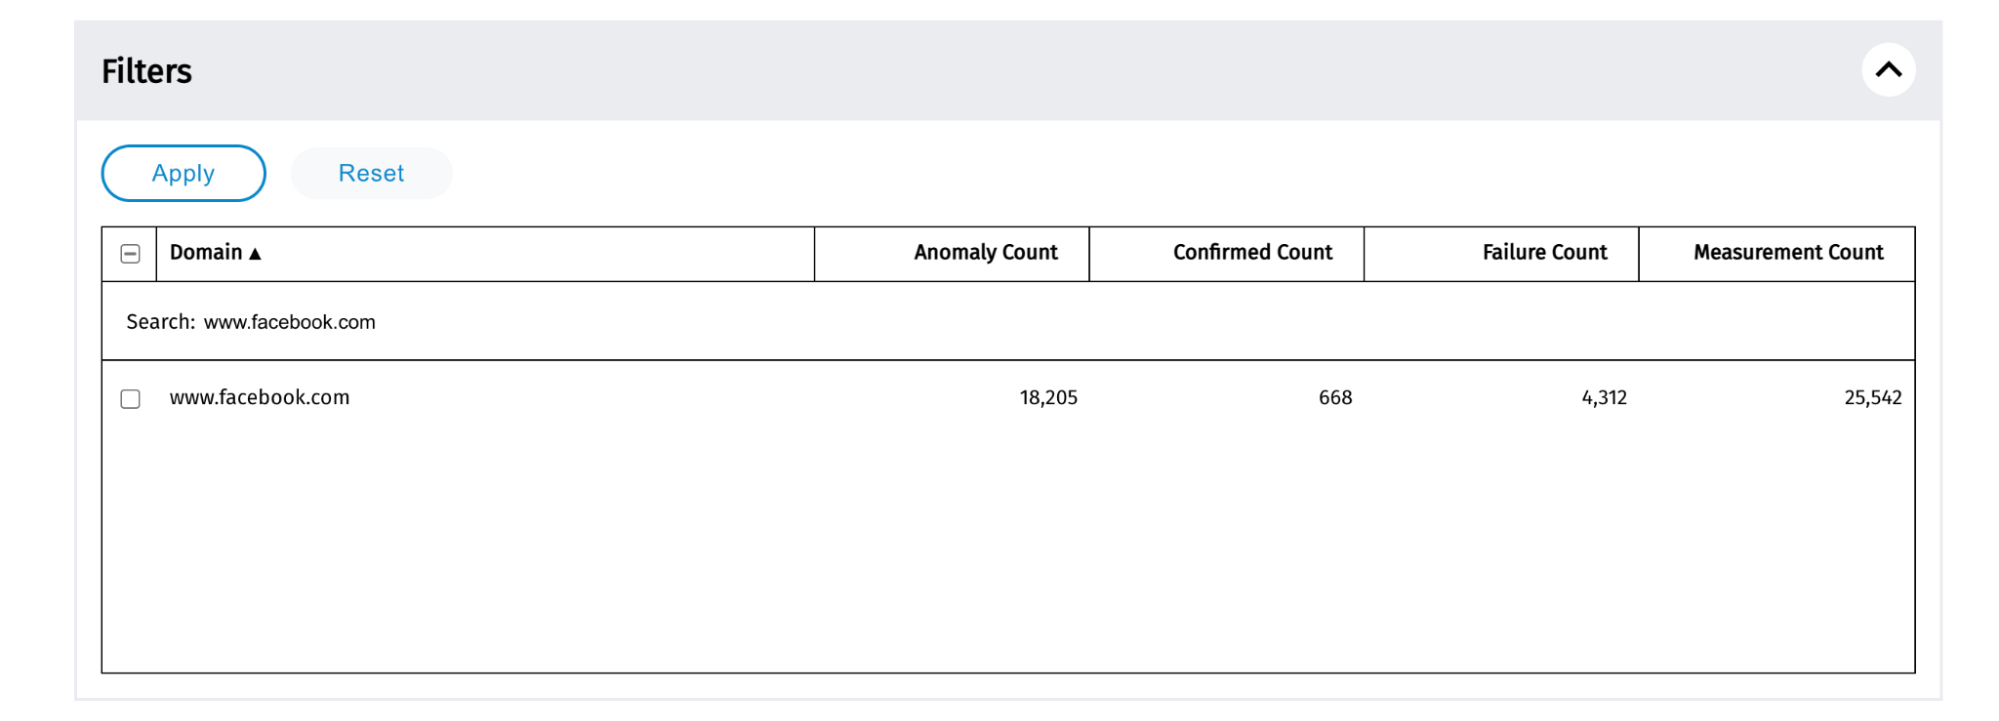 Filters
Apply Reset
Domain ▲ Anomaly Count Confirmed Count Failure Count Measurement Count
Search: www.facebook.com
www.facebook.com 18,205 668 4,312 25,542